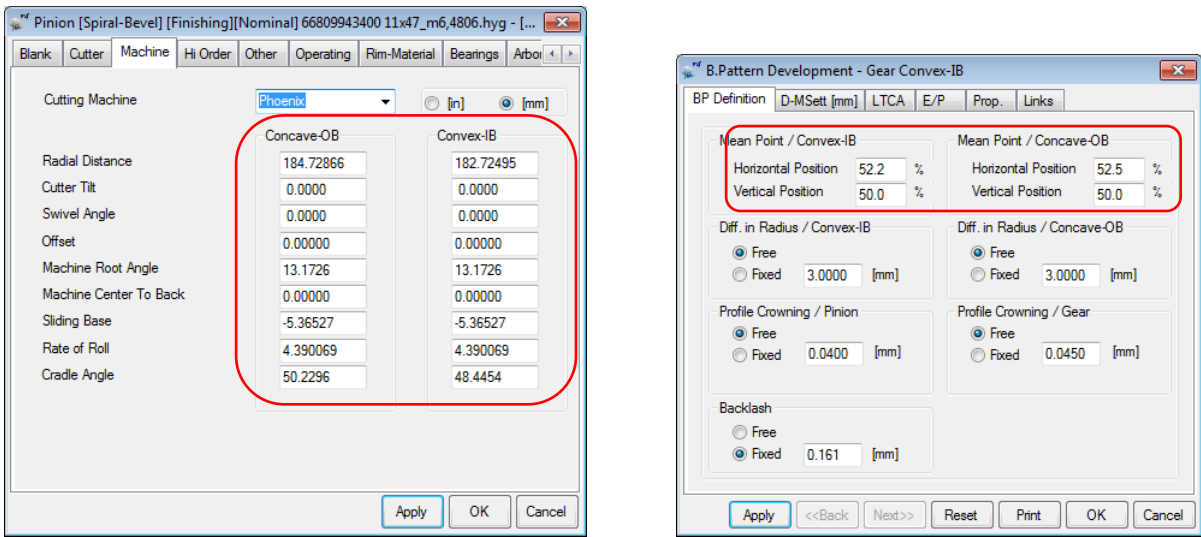 Pinion [Spiral-Bevel] [Finishing][Nominal] 66809943400 11x47_m6,4806.hyg - [...
Blank Cutter Machine Hi Order Other Operating Rim-Material Bearings Arbor
Cutting Machine Phoenix [in] [mm]
Concave-OB Convex-IB
Radial Distance 184.72866 182.72495
Cutter Tilt 0.0000 0.0000
Swivel Angle 0.0000 0.0000
Offset 0.00000 0.00000
Machine Root Angle 13.1726 13.1726
Machine Center To Back 0.00000 0.00000
Sliding Base -5.36527 -5.36527
Rate of Roll 4.390069 4.390069
Cradle Angle 50.2296 48.4454
Apply OK Cancel
B.Pattern Development - Gear Convex-IB
BP Definition D-MSett [mm] LTCA E/P Prop. Links
Mean Point / Convex-IB Mean Point / Concave-OB
Horizontal Position 52.2 % Horizontal Position 52.5 %
Vertical Position 50.0 % Vertical Position 50.0 %
Diff. in Radius / Convex-IB Diff. in Radius / Concave-OB
Free Free
Fixed 3.0000 [mm] Fixed 3.0000 [mm]
Profile Crowning / Pinion Profile Crowning / Gear
Free Free
Fixed 0.0400 [mm] Fixed 0.0450 [mm]
Backlash
Free
Fixed 0.161 [mm]
Apply <<Back Next>> Reset Print OK Cancel